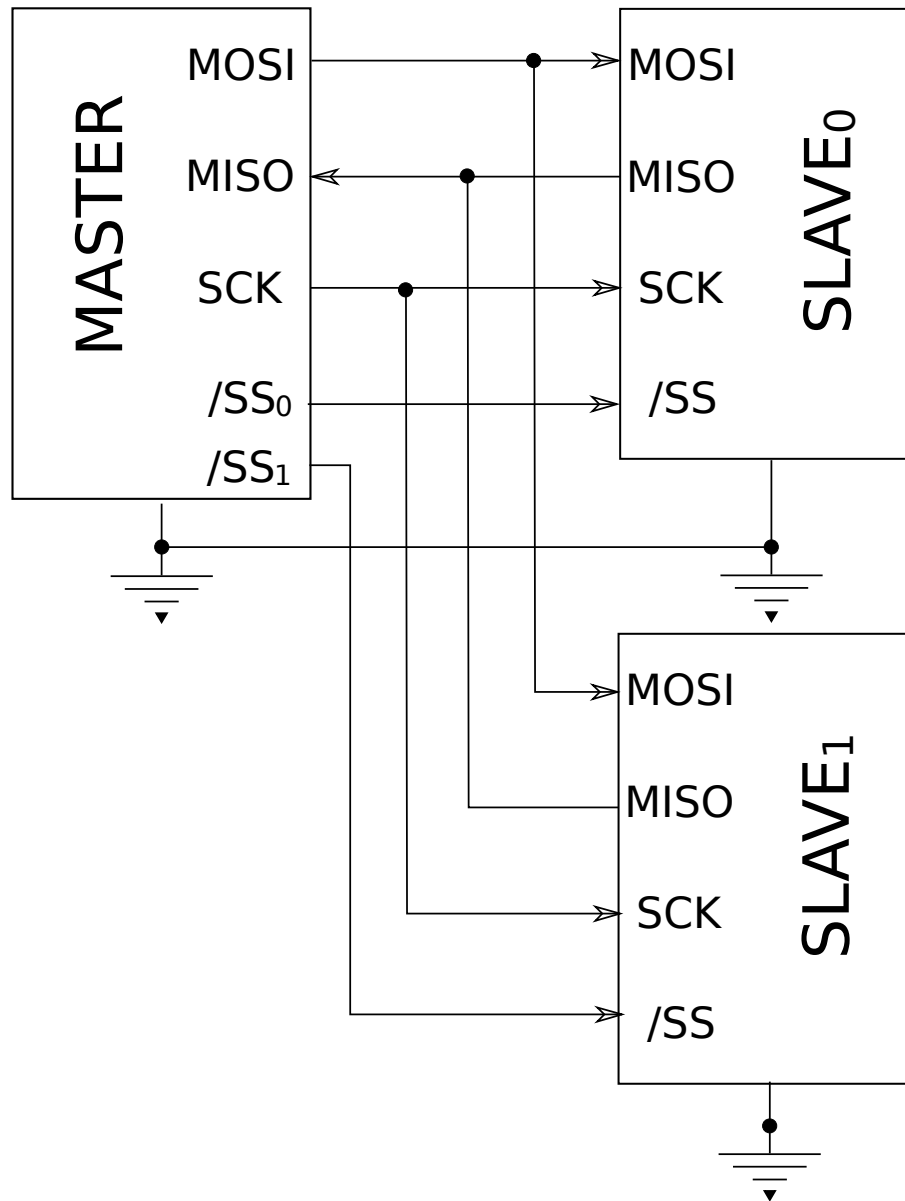 MASTER
MOSI
MISO
SCK
/SS₀
/SS₁
MOSI
MISO
SCK
/SS
SLAVE₀
MOSI
MISO
SCK
/SS
SLAVE₁